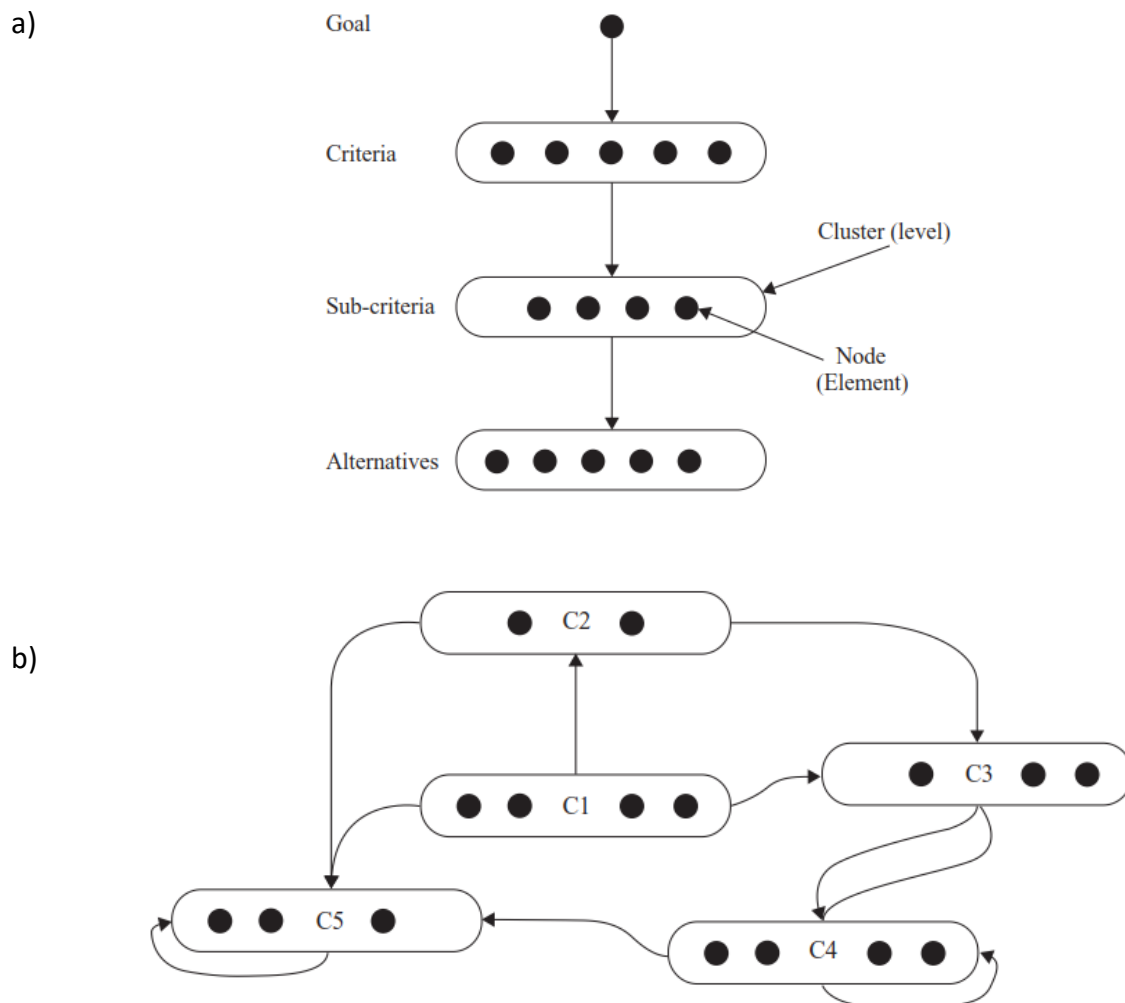 a)
Goal
Criteria
Cluster (level)
Sub-criteria
Node
(Element)
Alternatives
b)
C2
C3
C1
C5
C4